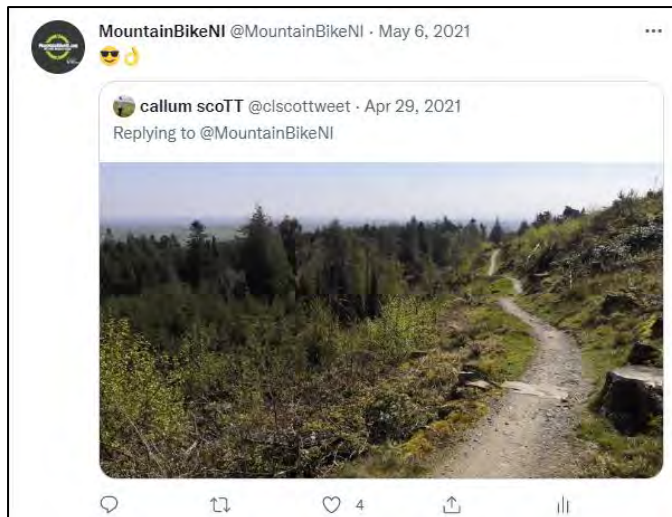 MountainBikeNI @MountainBikeNI · May 6, 2021
😎👌
callum scoTT @clscottweet · Apr 29, 2021
Replying to @MountainBikeNI
4